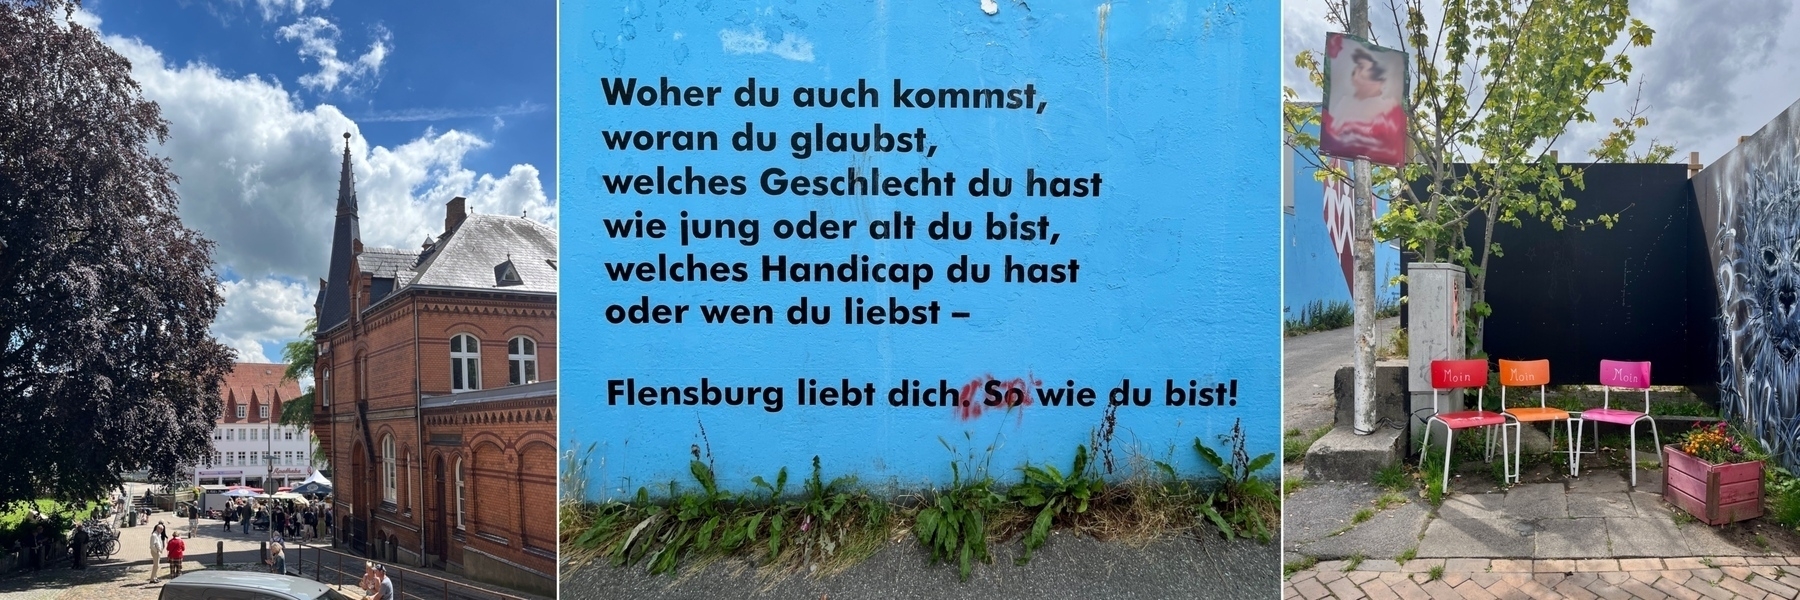 Apotheke
Woher du auch kommst,
woran du glaubst,
welches Geschlecht du hast
wie jung oder alt du bist,
welches Handicap du hast
oder wen du liebst –
Flensburg liebt dich. So wie du bist!
Moin
Moin
Moin